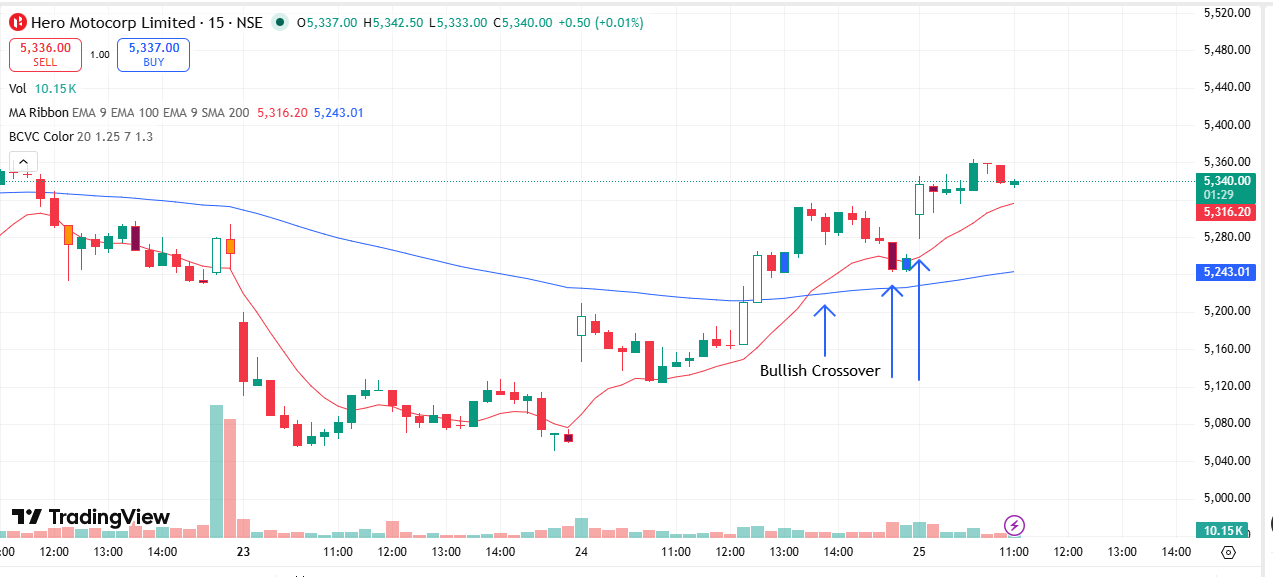 Hero Motocorp Limited · 15 · NSE O5,337.00 H5,342.50 L5,333.00 C5,340.00 +0.50 (+0.01%)
5,336.00 SELL 1.00 5,337.00 BUY
Vol 10.15 K
MA Ribbon EMA 9 EMA 100 EMA 9 SMA 200 5,316.20 5,243.01
BCVC Color 20 1.25 7 1.3
5,520.00
5,480.00
5,440.00
5,400.00
5,360.00
5,340.00
01:29
5,316.20
5,280.00
5,243.01
5,200.00
5,160.00
5,120.00
5,080.00
5,040.00
5,000.00
10.15 K
Bullish Crossover
TradingView
:00 12:00 13:00 14:00 23 11:00 12:00 13:00 14:00 24 11:00 12:00 13:00 14:00 25 11:00 12:00 13:00 14:00